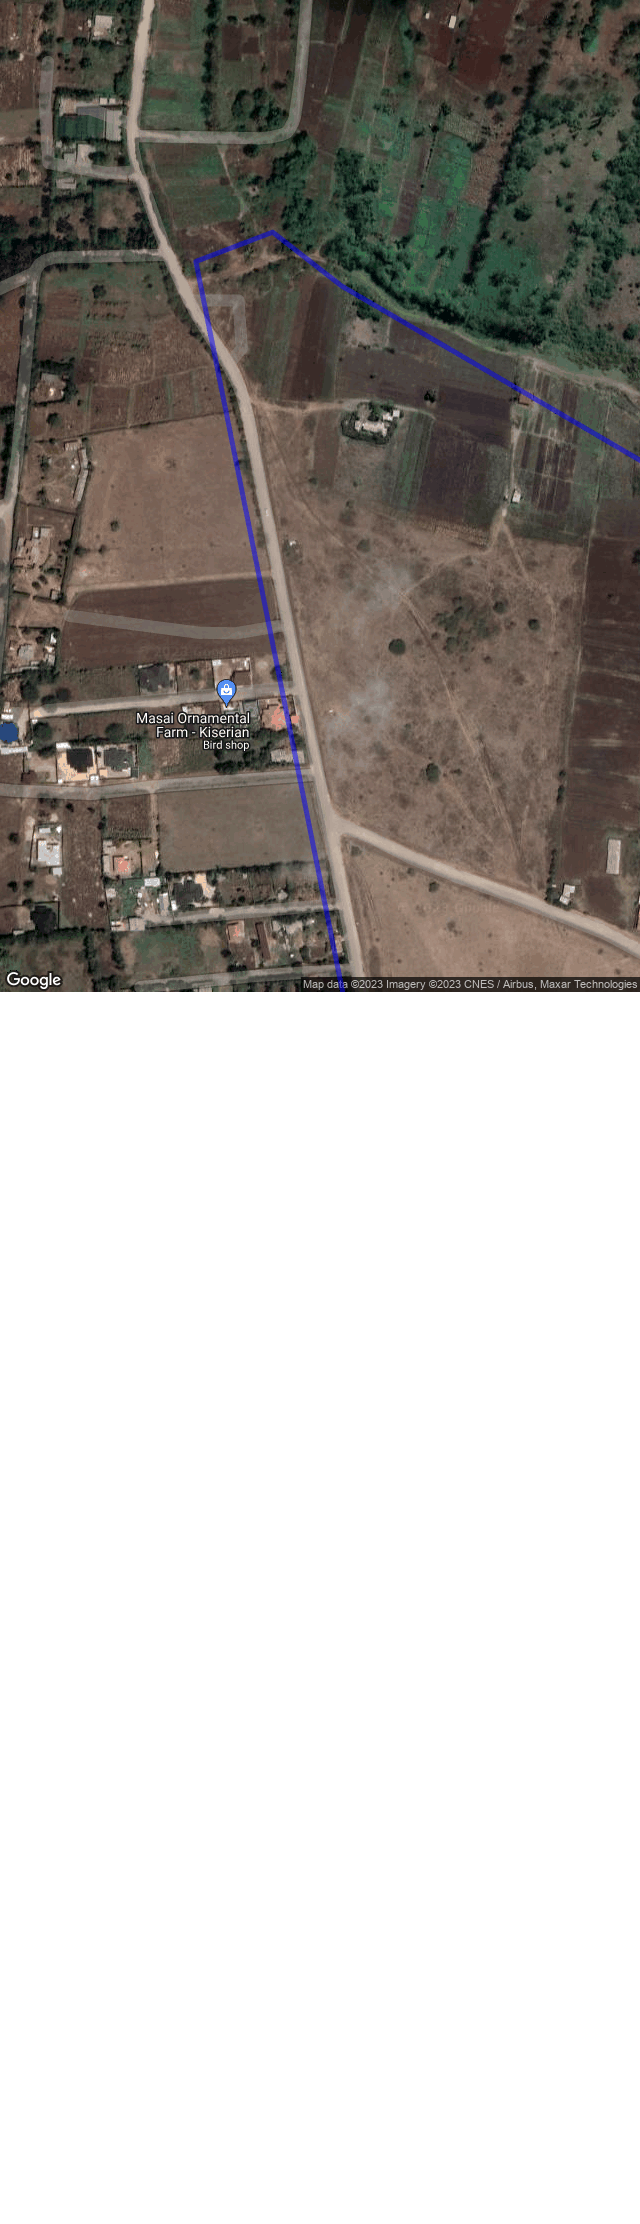 Masai Ornamental
Farm - Kiserian
Bird shop
Google
Map data ©2023 Imagery ©2023 CNES / Airbus, Maxar Technologies